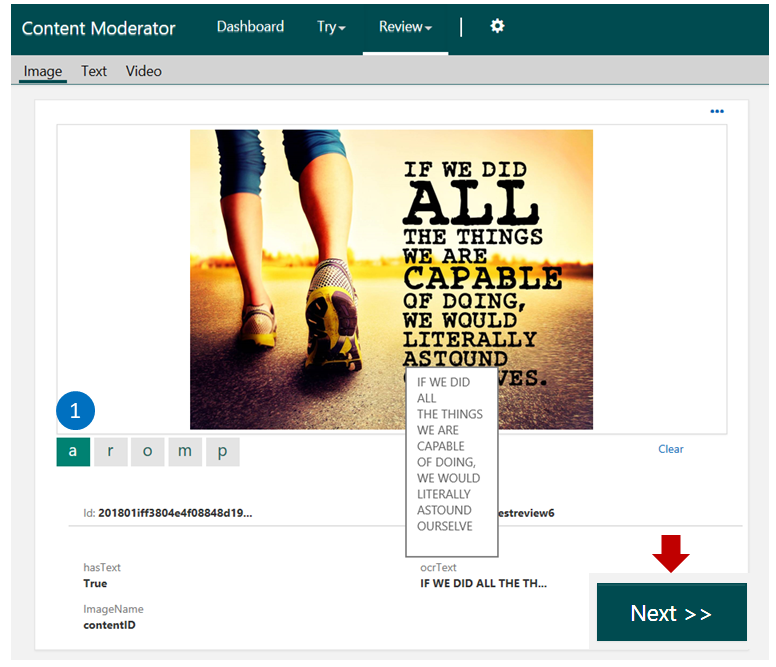 Content Moderator Dashboard Try Review
Image Text Video
•••
IF WE DID
ALL
THE THINGS
WE ARE
CAPABLE
OF DOING,
WE WOULD
LITERALLY
ASTOUND
VES.
IF WE DID
ALL
THE THINGS
WE ARE
CAPABLE
OF DOING,
WE WOULD
LITERALLY
ASTOUND
OURSELVE
1
a r o m p
Clear
Id: 201801iff3804e4f08848d19... estreview6
hasText ocrText
True IF WE DID ALL THE TH...
ImageName
contentID
Next >>